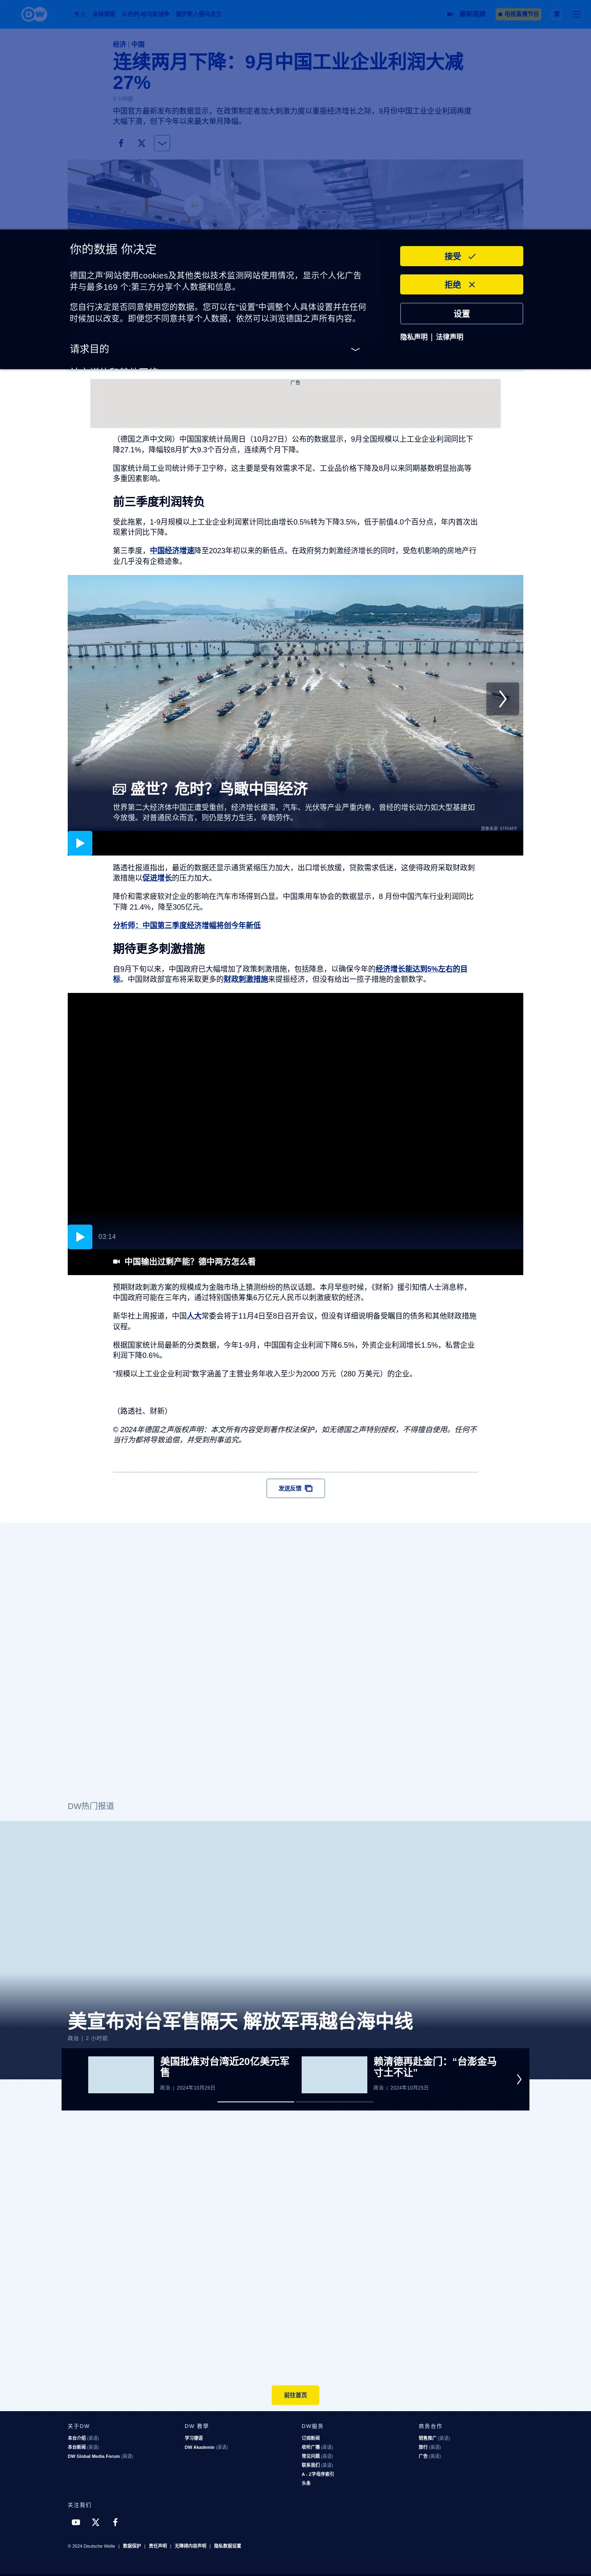 DW
最新视频
电视直播节目
经济 | 中国
连续两月下降：9月中国工业企业利润大减
27%
中国官方最新发布的数据显示，在政策制定者加大刺激力度以重振经济增长之际，9月份中国工业企业利润再度
大幅下滑，创下今年以来最大单月降幅。
你的数据 你决定
德国之声'网站使用cookies及其他类似技术监测网站使用情况，显示个人化广告
并与最多169 个;第三方分享个人数据和信息。
您自行决定是否同意使用您的数据。您可以在“设置”中调整个人具体设置并在任何
时候加以改变。即便您不同意共享个人数据，依然可以浏览德国之声所有内容。
请求目的
接受
拒绝
设置
隐私声明 | 法律声明
广告
（德国之声中文网）中国国家统计局周日（10月27日）公布的数据显示，9月全国规模以上工业企业利润同比下
降27.1%，降幅较8月扩大9.3个百分点，连续两个月下降。
国家统计局工业司统计师于卫宁称，这主要是受有效需求不足、工业品价格下降及8月以来同期基数明显抬高等
多重因素影响。
前三季度利润转负
受此拖累，1-9月规模以上工业企业利润累计同比由增长0.5%转为下降3.5%，低于前值4.0个百分点，年内首次出
现累计同比下降。
第三季度，中国经济增速降至2023年初以来的新低点。在政府努力刺激经济增长的同时，受危机影响的房地产行
业几乎没有企稳迹象。
盛世？危时？鸟瞰中国经济
世界第二大经济体中国正遭受重创，经济增长缓滞。汽车、光伏等产业严重内卷，曾经的增长动力如大型基建如
今放慢。对普通民众而言，则仍是努力生活，辛勤劳作。
图像来源: STR/AFP
路透社报道指出，最近的数据还显示通货紧缩压力加大，出口增长放缓，贷款需求低迷，这使得政府采取财政刺
激措施以促进增长的压力加大。
降价和需求疲软对企业的影响在汽车市场得到凸显。中国乘用车协会的数据显示，8 月份中国汽车行业利润同比
下降 21.4%，降至305亿元。
分析师：中国第三季度经济增幅将创今年新低
期待更多刺激措施
自9月下旬以来，中国政府已大幅增加了政策刺激措施，包括降息，以确保今年的经济增长能达到5%左右的目
标。中国财政部宣布将采取更多的财政刺激措施来提振经济，但没有给出一揽子措施的金额数字。
03:14
中国输出过剩产能？德中两方怎么看
预期财政刺激方案的规模成为金融市场上猜测纷纷的热议话题。本月早些时候，《财新》援引知情人士消息称，
中国政府可能在三年内，通过特别国债筹集6万亿元人民币以刺激疲软的经济。
新华社上周报道，中国人大常委会将于11月4日至8日召开会议，但没有详细说明备受瞩目的债务和其他财政措施
议程。
根据国家统计局最新的分类数据，今年1-9月，中国国有企业利润下降6.5%，外资企业利润增长1.5%，私营企业
利润下降0.6%。
"规模以上工业企业利润"数字涵盖了主营业务年收入至少为2000 万元（280 万美元）的企业。
（路透社、财新）
© 2024年德国之声版权声明：本文所有内容受到著作权法保护，如无德国之声特别授权，不得擅自使用。任何不
当行为都将导致追偿，并受到刑事追究。
发送反馈
DW热门报道
美宣布对台军售隔天 解放军再越台海中线
政治 | 2 小时前
美国批准对台湾近20亿美元军
售
政治 | 2024年10月26日
赖清德再赴金门：“台澎金马
寸土不让”
政治 | 2024年10月25日
前往首页
关于DW
本台介绍 (英语)
本台新闻 (英语)
DW Global Media Forum (英语)
DW 教學
学习德语
DW Akademie (英语)
DW服务
订阅新闻
收听广播 (英语)
常见问题 (英语)
联系我们 (英语)
A - Z字母序索引
头条
商务合作
销售推广 (英语)
旅行 (英语)
广告 (英语)
关注我们
© 2024 Deutsche Welle | 数据保护 | 责任声明 | 无障碍内容声明 | 隐私数据设置